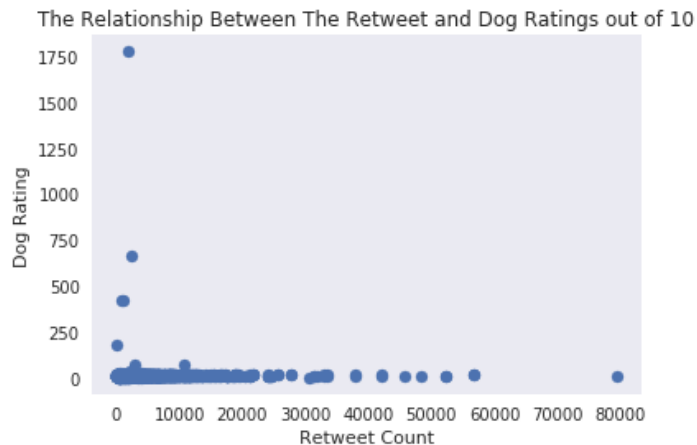 The Relationship Between The Retweet and Dog Ratings out of 10
1750
1500
1250
1000
750
500
250
0
Dog Rating
0 10000 20000 30000 40000 50000 60000 70000 80000
Retweet Count